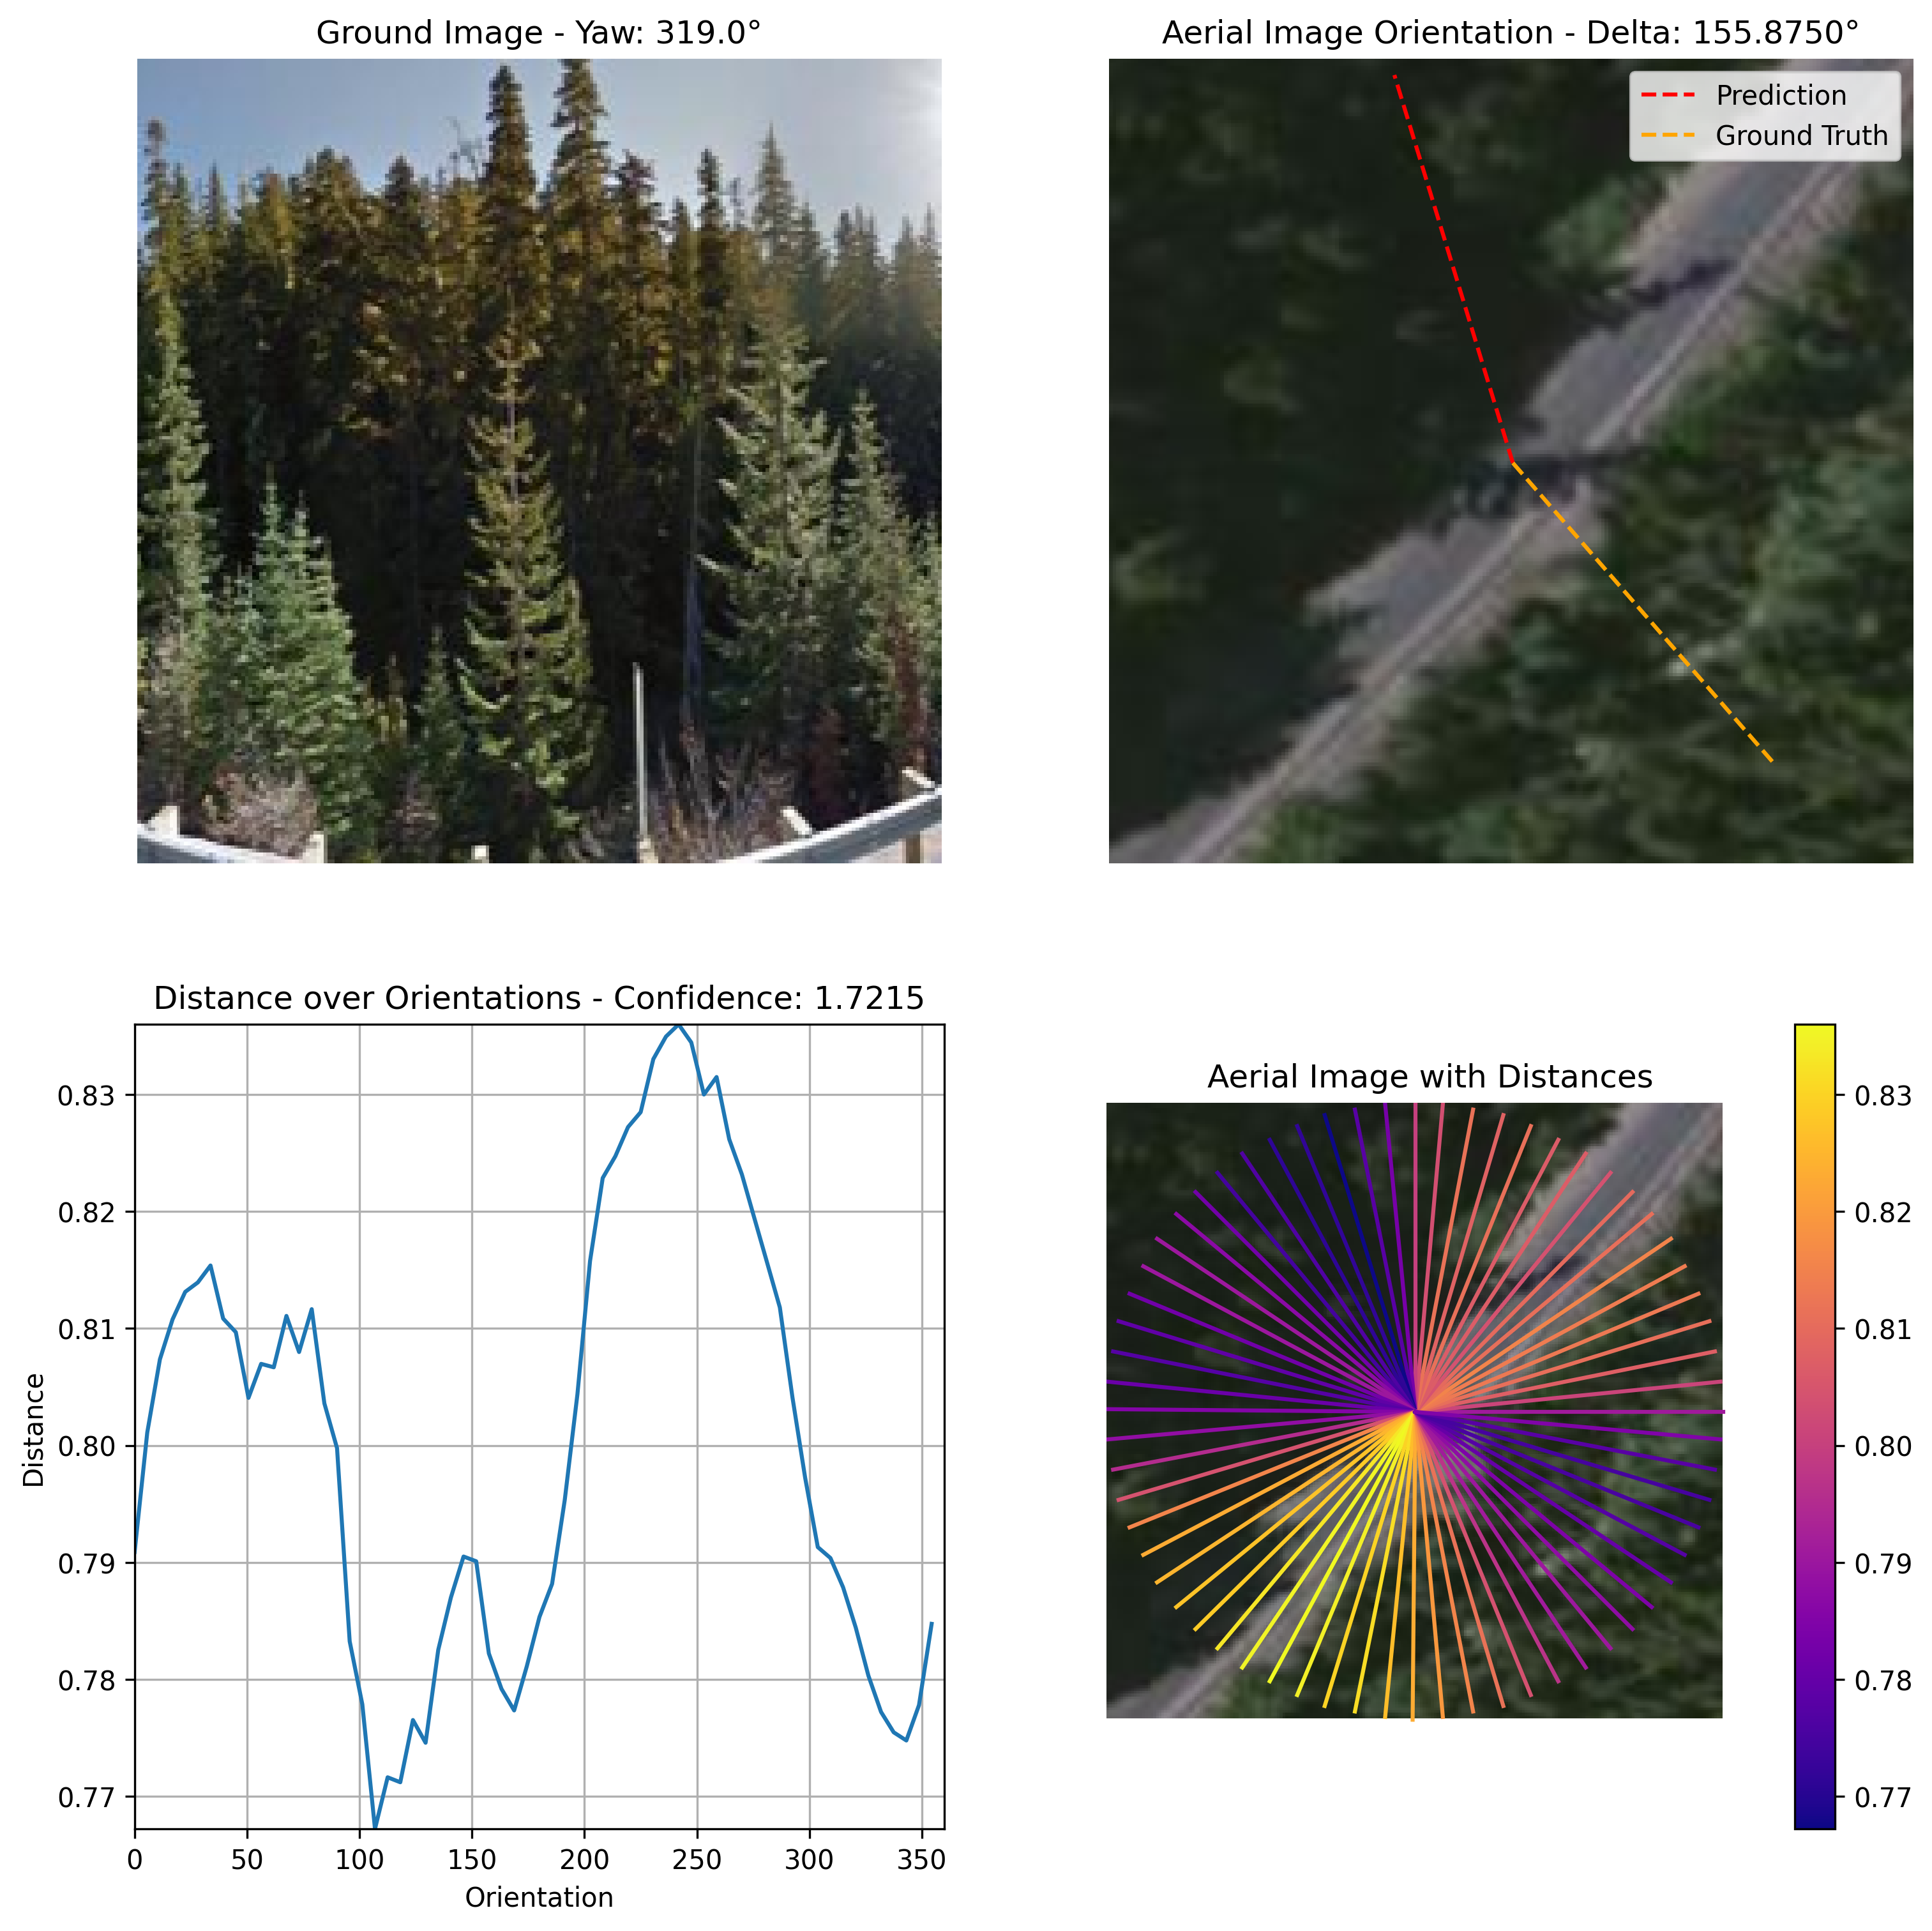 Ground Image - Yaw: 319.0°
Aerial Image Orientation - Delta: 155.8750°
Prediction
Ground Truth
Distance over Orientations - Confidence: 1.7215
0.83
0.82
0.81
0.80
0.79
0.78
0.77
Distance
0
50
100
150
200
250
300
350
Orientation
Aerial Image with Distances
0.83
0.82
0.81
0.80
0.79
0.78
0.77